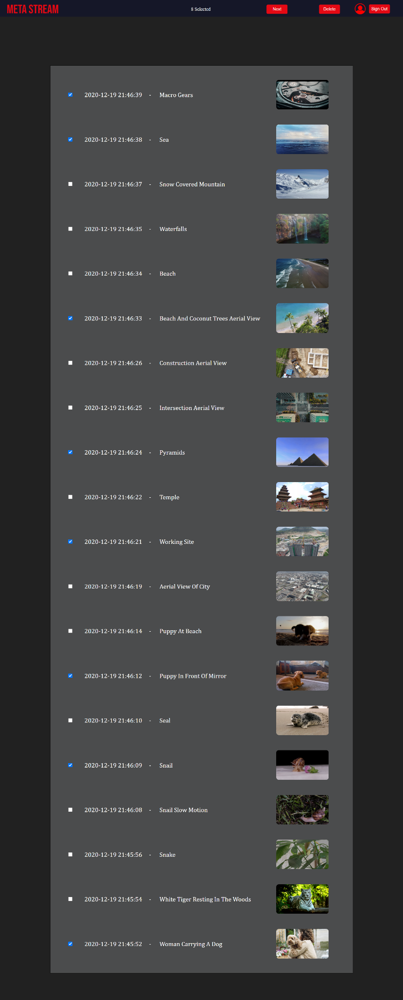 META STREAM 8 Selected Next Delete Sign Out
2020-12-19 21:46:39 - Macro Gears
2020-12-19 21:46:38 - Sea
2020-12-19 21:46:37 - Snow Covered Mountain
2020-12-19 21:46:35 - Waterfalls
2020-12-19 21:46:34 - Beach
2020-12-19 21:46:33 - Beach And Coconut Trees Aerial View
2020-12-19 21:46:26 - Construction Aerial View
2020-12-19 21:46:25 - Intersection Aerial View
2020-12-19 21:46:24 - Pyramids
2020-12-19 21:46:22 - Temple
2020-12-19 21:46:21 - Working Site
2020-12-19 21:46:19 - Aerial View Of City
2020-12-19 21:46:14 - Puppy At Beach
2020-12-19 21:46:12 - Puppy In Front Of Mirror
2020-12-19 21:46:10 - Seal
2020-12-19 21:46:09 - Snail
2020-12-19 21:46:08 - Snail Slow Motion
2020-12-19 21:45:56 - Snake
2020-12-19 21:45:54 - White Tiger Resting In The Woods
2020-12-19 21:45:52 - Woman Carrying A Dog